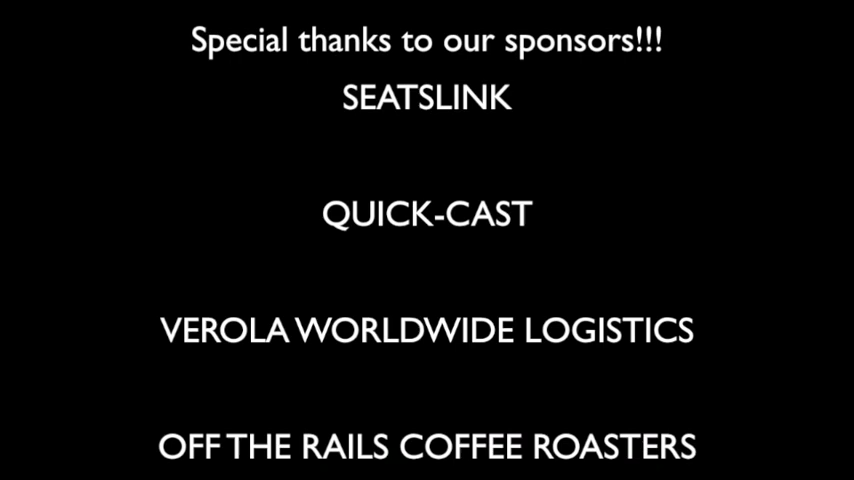 Special thanks to our sponsors!!!
SEATSLINK
QUICK-CAST
VEROLA WORLDWIDE LOGISTICS
OFF THE RAILS COFFEE ROASTERS